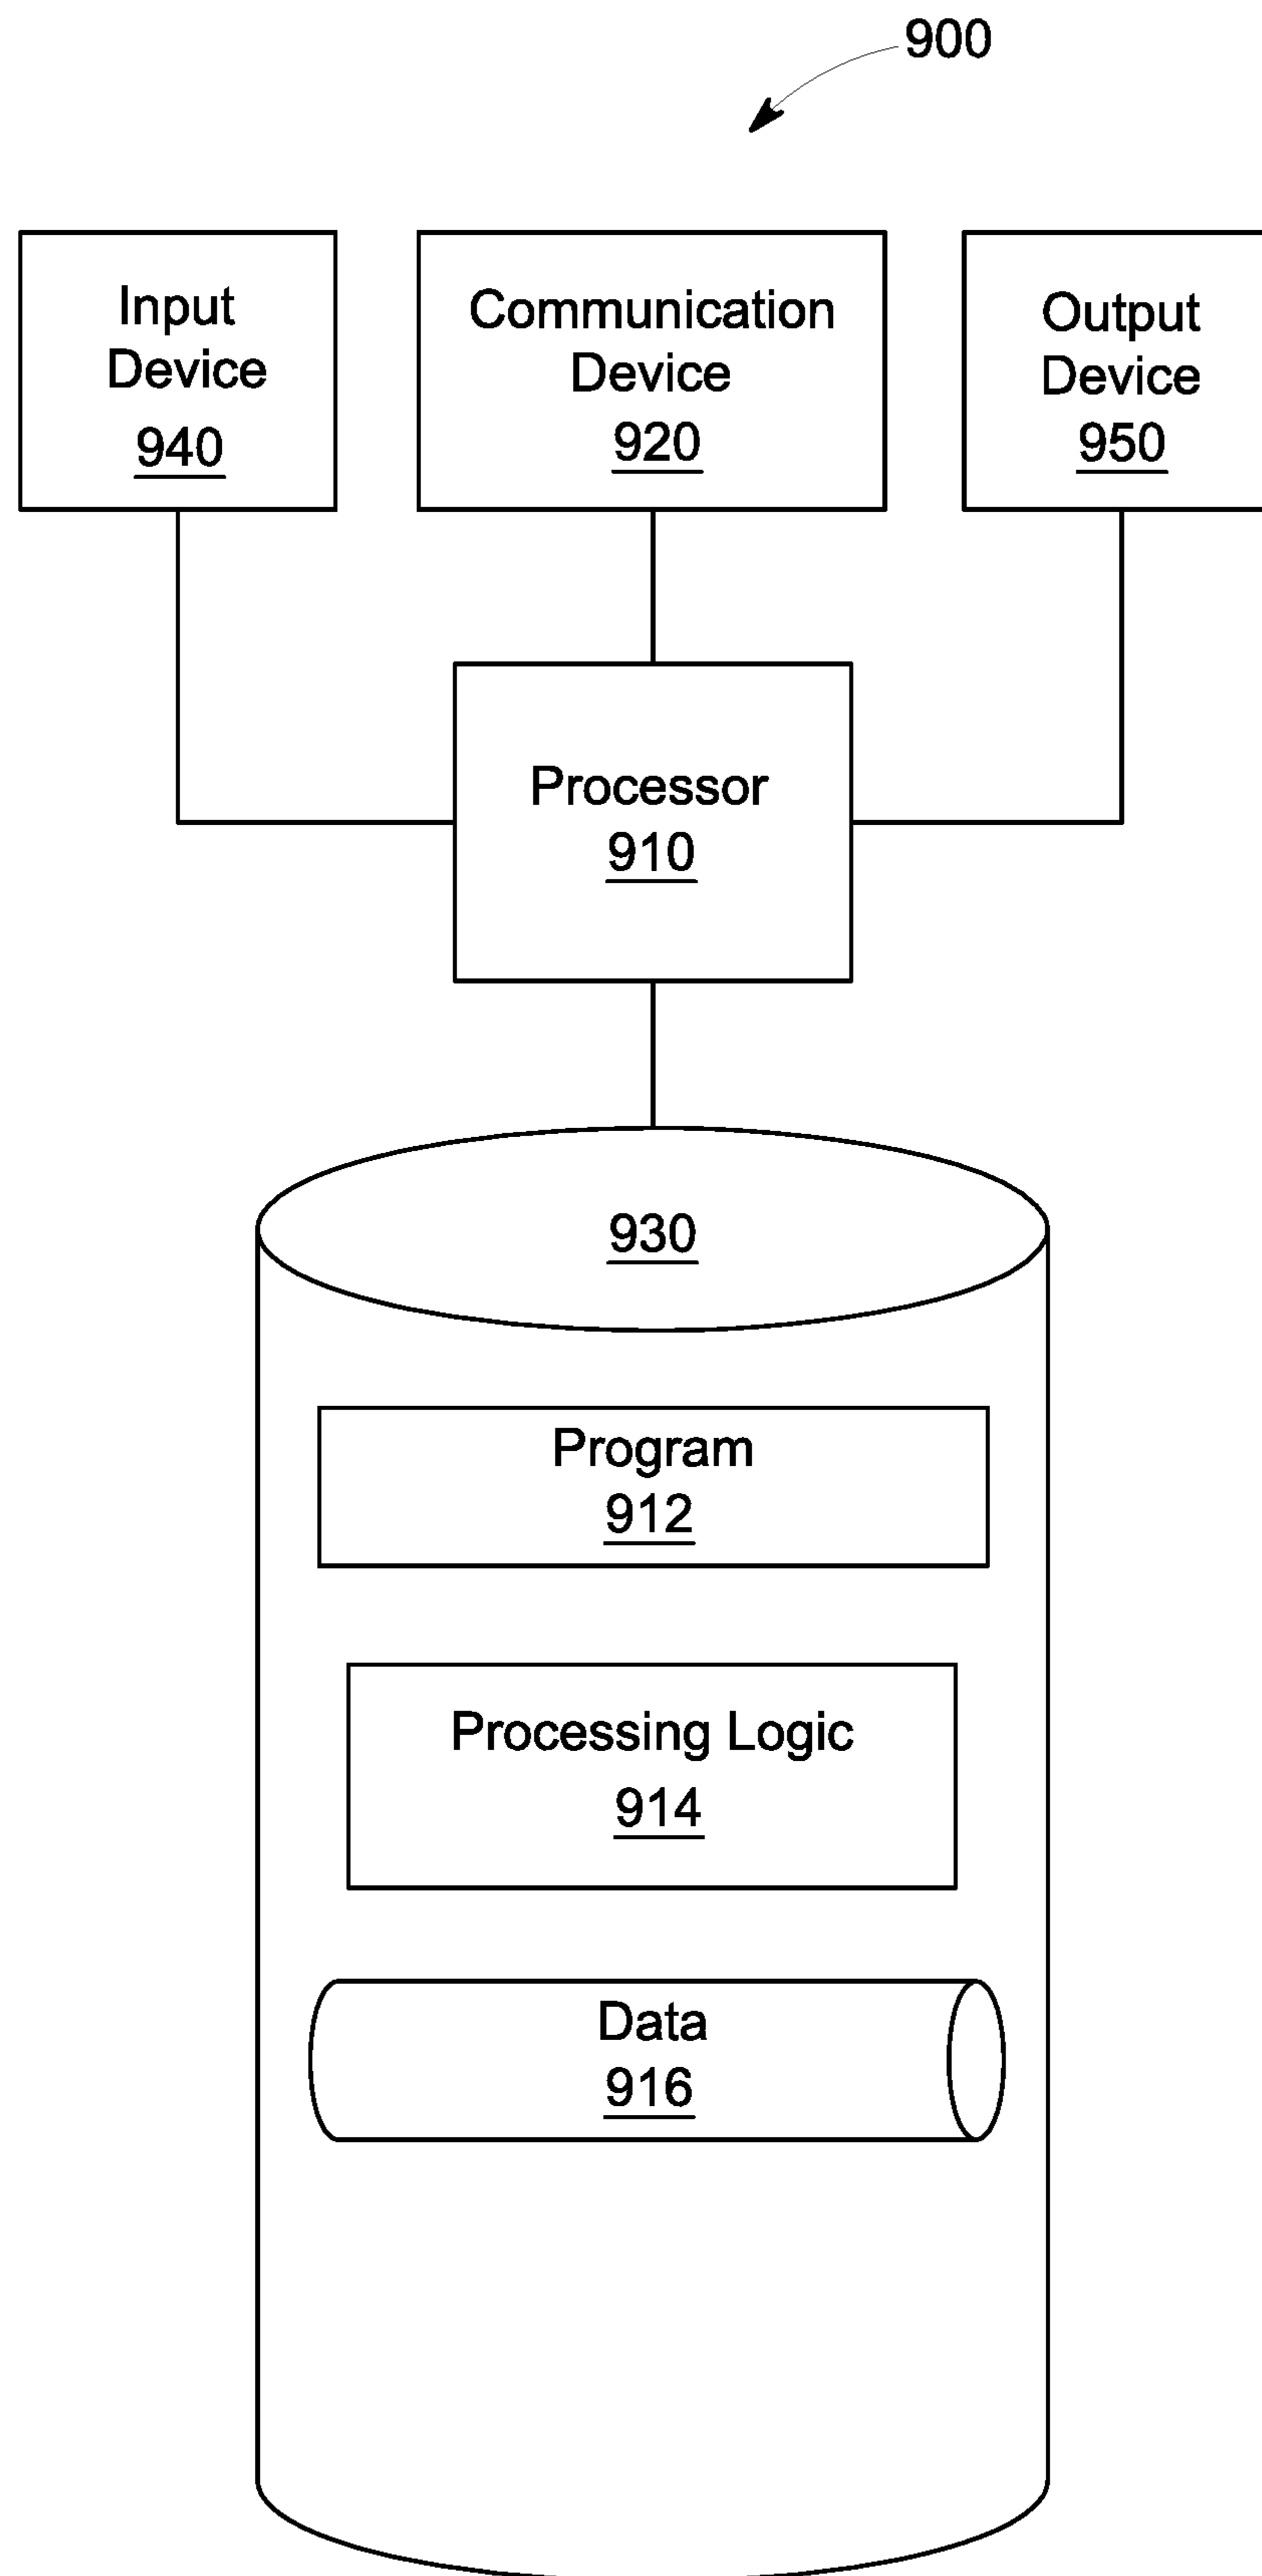 900
Input
Device
940
Communication
Device
920
Output
Device
950
Processor
910
930
Program
912
Processing Logic
914
Data
916